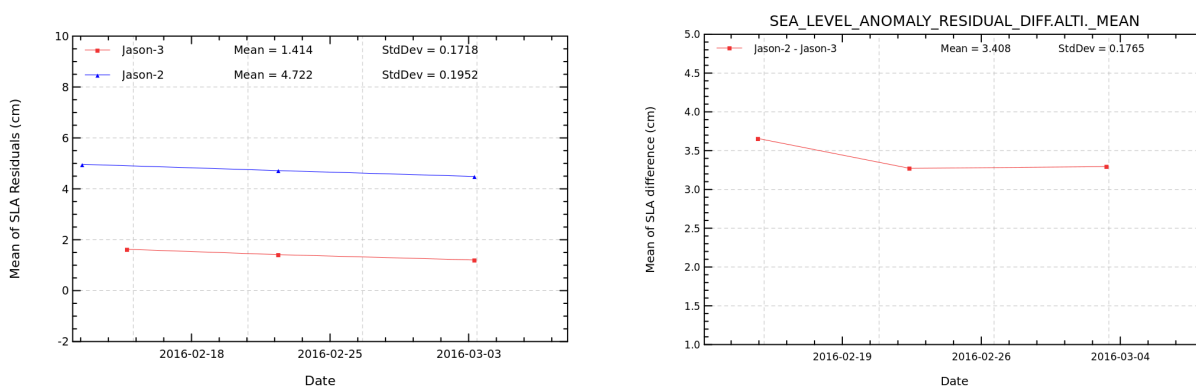 10
8
6
4
2
0
-2
Mean of SLA Residuals (cm)
Jason-3 Mean = 1.414 StdDev = 0.1718
Jason-2 Mean = 4.722 StdDev = 0.1952
2016-02-18 2016-02-25 2016-03-03
Date
SEA_LEVEL_ANOMALY_RESIDUAL_DIFF.ALTI._MEAN
5.0
4.5
4.0
3.5
3.0
2.5
2.0
1.5
1.0
Mean of SLA difference (cm)
Jason-2 - Jason-3 Mean = 3.408 StdDev = 0.1765
2016-02-19 2016-02-26 2016-03-04
Date